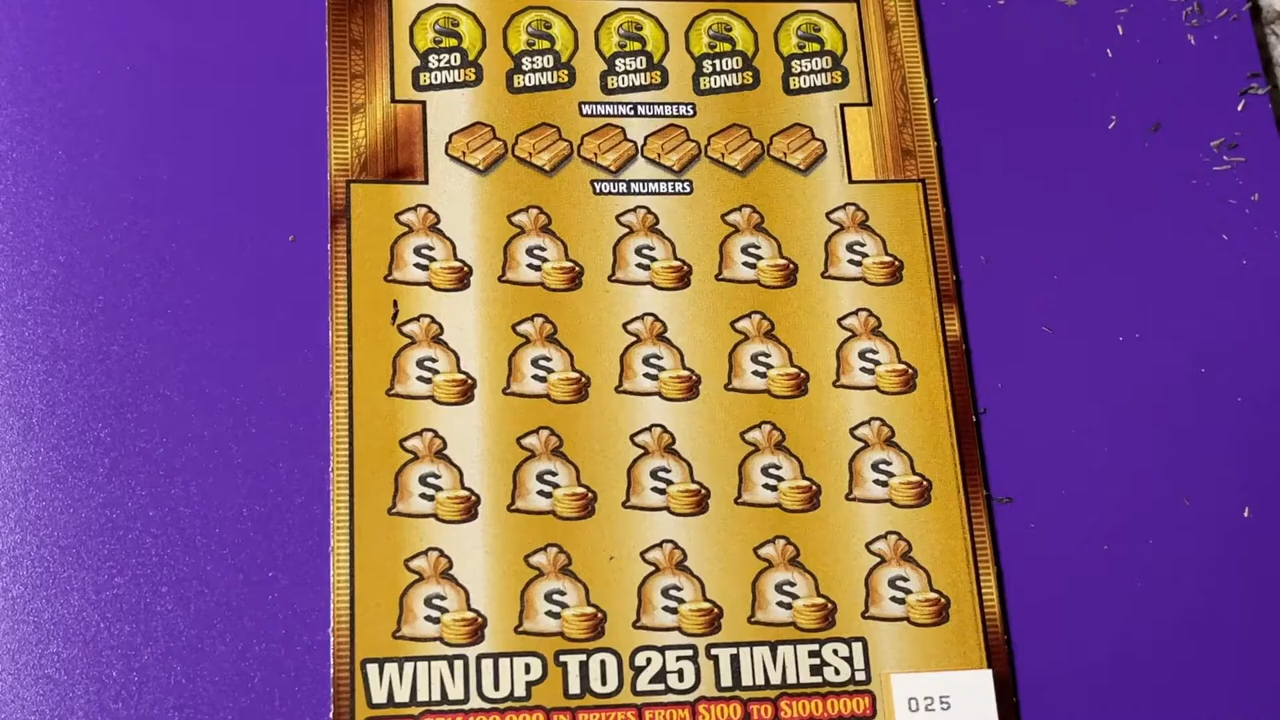 $20 BONUS
$30 BONUS
$50 BONUS
$100 BONUS
$500 BONUS
WINNING NUMBERS
YOUR NUMBERS
WIN UP TO 25 TIMES!
IN PRIZES FROM $100 TO $100,000!
025